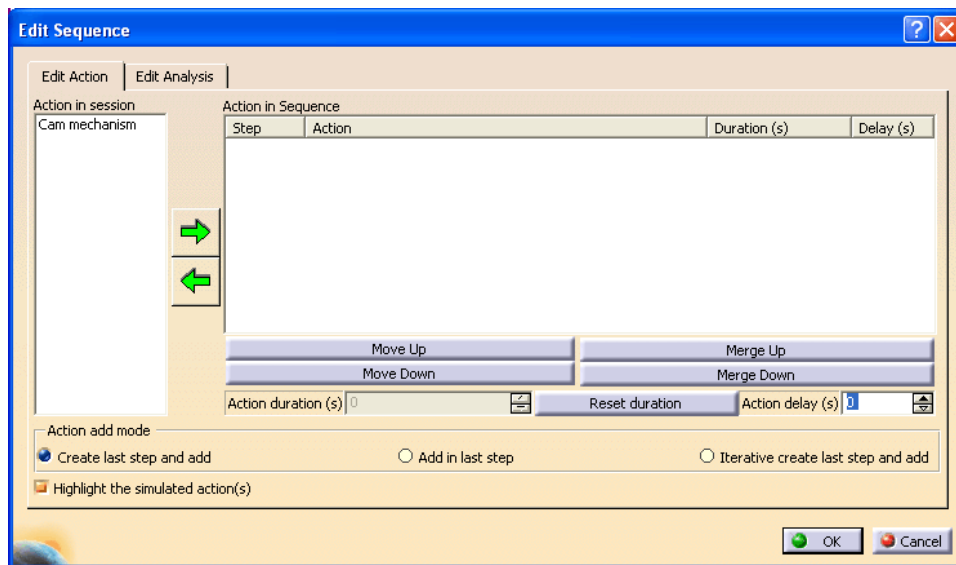 Edit Sequence
Edit Action Edit Analysis
Action in session Action in Sequence
Cam mechanism Step Action Duration (s) Delay (s)
Move Up Merge Up
Move Down Merge Down
Action duration (s) 0 Reset duration Action delay (s) 0
Action add mode
Create last step and add Add in last step Iterative create last step and add
Highlight the simulated action(s)
OK Cancel